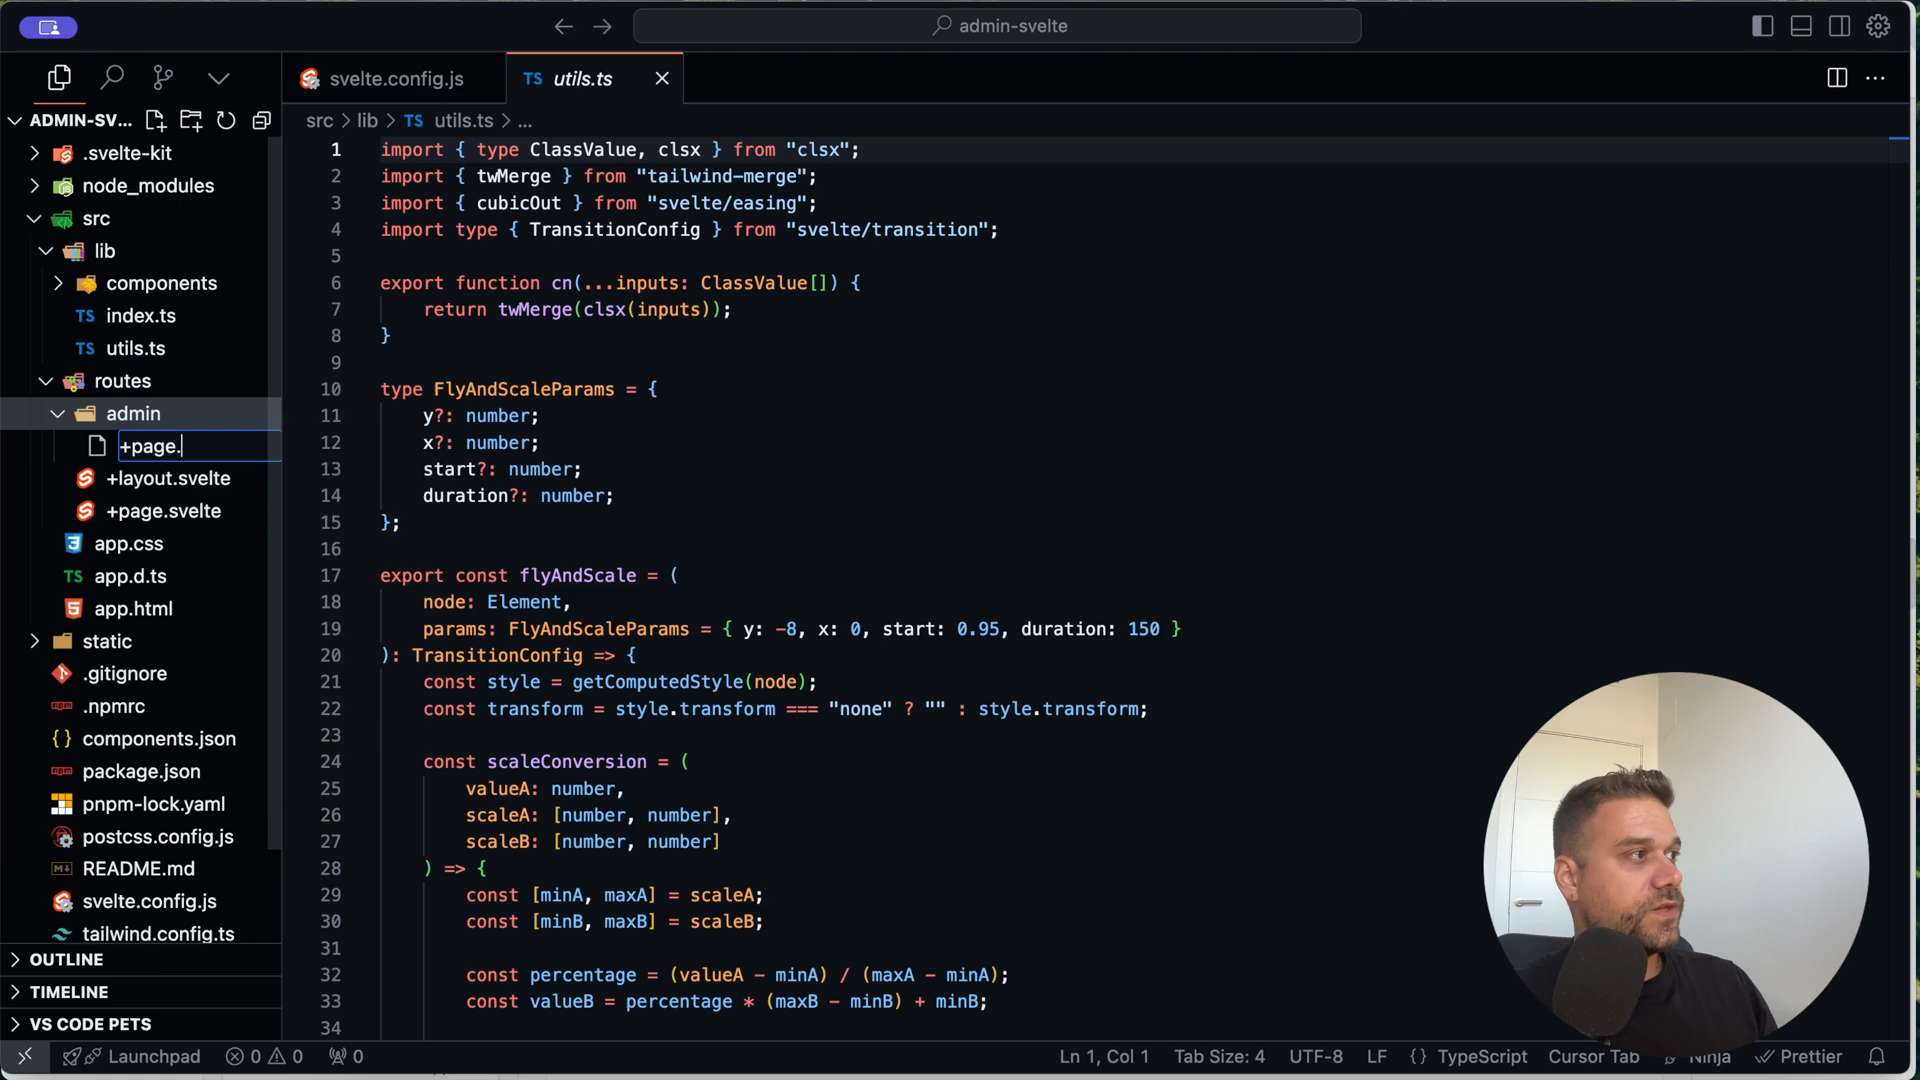 admin-svelte
svelte.config.js
TS utils.ts
ADMIN-SV...
src > lib > TS utils.ts > ...
.svelte-kit
node_modules
src
lib
components
TS index.ts
TS utils.ts
routes
admin
+page.
+layout.svelte
+page.svelte
app.css
TS app.d.ts
app.html
static
.gitignore
.npmrc
components.json
package.json
pnpm-lock.yaml
postcss.config.js
README.md
svelte.config.js
tailwind.config.ts
OUTLINE
TIMELINE
VS CODE PETS
1 import { type ClassValue, clsx } from "clsx";
2 import { twMerge } from "tailwind-merge";
3 import { cubicOut } from "svelte/easing";
4 import type { TransitionConfig } from "svelte/transition";
5
6 export function cn(...inputs: ClassValue[]) {
7 return twMerge(clsx(inputs));
8 }
9
10 type FlyAndScaleParams = {
11 y?: number;
12 x?: number;
13 start?: number;
14 duration?: number;
15 };
16
17 export const flyAndScale = (
18 node: Element,
19 params: FlyAndScaleParams = { y: -8, x: 0, start: 0.95, duration: 150 }
20 ): TransitionConfig => {
21 const style = getComputedStyle(node);
22 const transform = style.transform === "none" ? "" : style.transform;
23
24 const scaleConversion = (
25 valueA: number,
26 scaleA: [number, number],
27 scaleB: [number, number]
28 ) => {
29 const [minA, maxA] = scaleA;
30 const [minB, maxB] = scaleB;
31
32 const percentage = (valueA - minA) / (maxA - minA);
33 const valueB = percentage * (maxB - minB) + minB;
34
Launchpad 0 0 0 Ln 1, Col 1 Tab Size: 4 UTF-8 LF {} TypeScript Cursor Tab Ninja Prettier